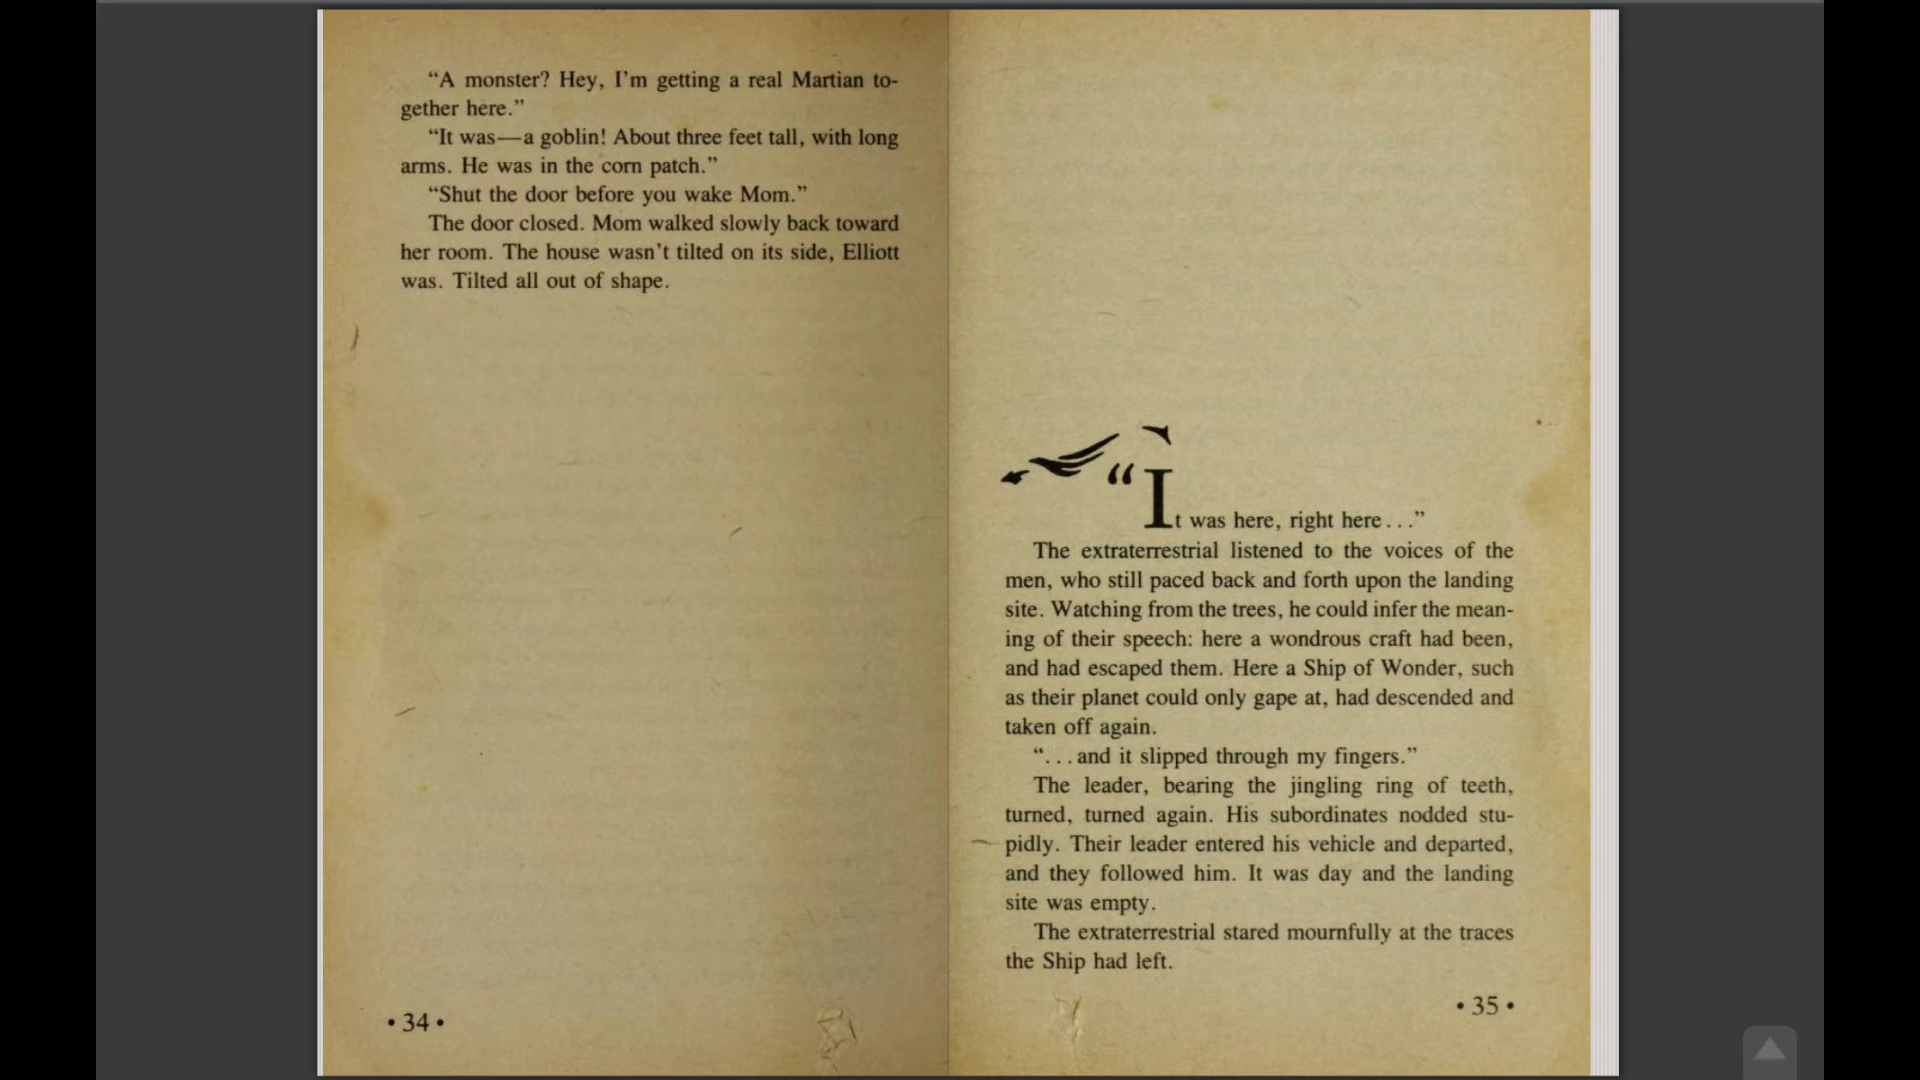 “A monster? Hey, I’m getting a real Martian to-
gether here.”
“It was—a goblin! About three feet tall, with long
arms. He was in the corn patch.”
“Shut the door before you wake Mom.”
The door closed. Mom walked slowly back toward
her room. The house wasn’t tilted on its side, Elliott
was. Tilted all out of shape.
• 34 •
“It was here, right here . . .”
The extraterrestrial listened to the voices of the
men, who still paced back and forth upon the landing
site. Watching from the trees, he could infer the mean-
ing of their speech: here a wondrous craft had been,
and had escaped them. Here a Ship of Wonder, such
as their planet could only gape at, had descended and
taken off again.
“. . . and it slipped through my fingers.”
The leader, bearing the jingling ring of teeth,
turned, turned again. His subordinates nodded stu-
pidly. Their leader entered his vehicle and departed,
and they followed him. It was day and the landing
site was empty.
The extraterrestrial stared mournfully at the traces
the Ship had left.
• 35 •